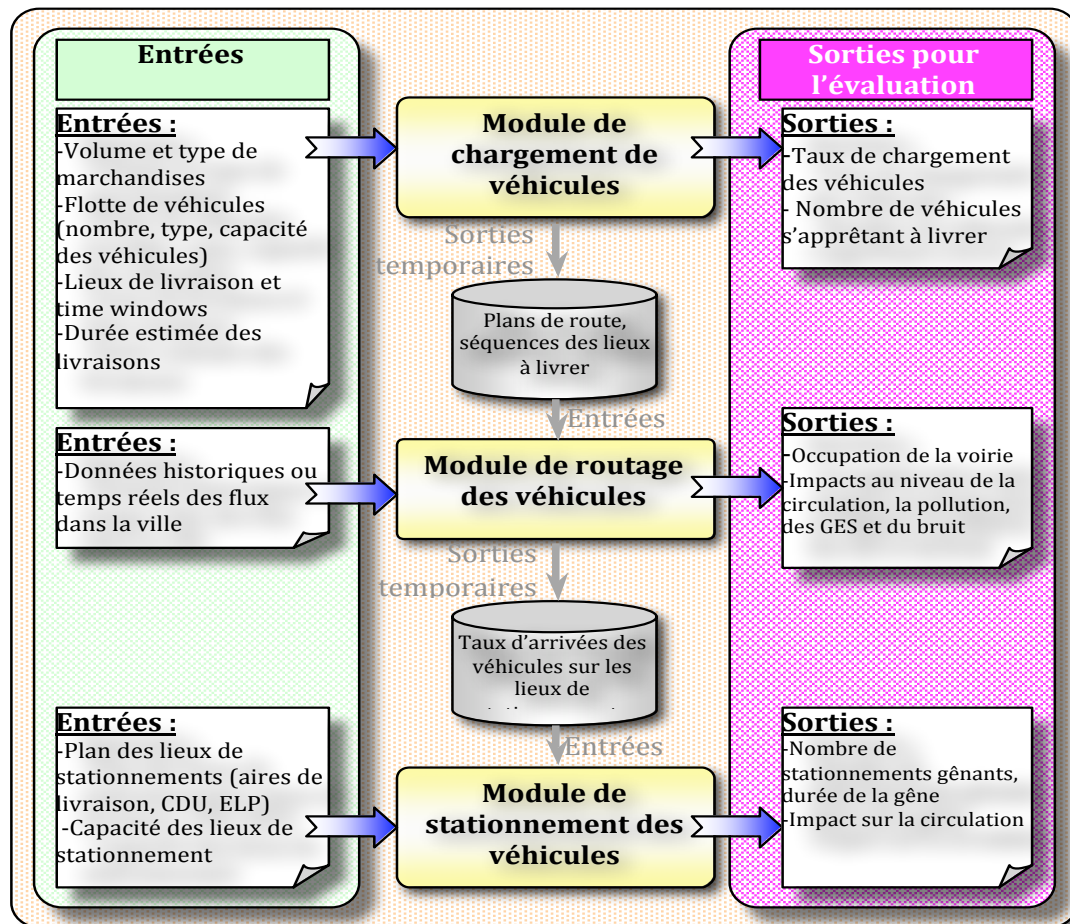 Entrées
Sorties pour
l'évaluation
Entrées :
-Volume et type de
marchandises
-Flotte de véhicules
(nombre, type, capacité
des véhicules)
-Lieux de livraison et
time windows
-Durée estimée des
livraisons
Module de
chargement de
véhicules
Sorties :
-Taux de chargement
des véhicules
- Nombre de véhicules
s'apprêtant à livrer
Sorties
temporaires
Plans de route,
séquences des lieux
à livrer
Entrées
Entrées :
-Données historiques ou
temps réels des flux
dans la ville
Module de routage
des véhicules
Sorties :
-Occupation de la voirie
-Impacts au niveau de la
circulation, la pollution,
des GES et du bruit
Sorties
temporaires
Taux d'arrivées des
véhicules sur les
lieux de
Entrées
Entrées :
-Plan des lieux de
stationnements (aires de
livraison, CDU, ELP)
-Capacité des lieux de
stationnement
Module de
stationnement des
véhicules
Sorties :
-Nombre de
stationnements gênants,
durée de la gêne
-Impact sur la circulation